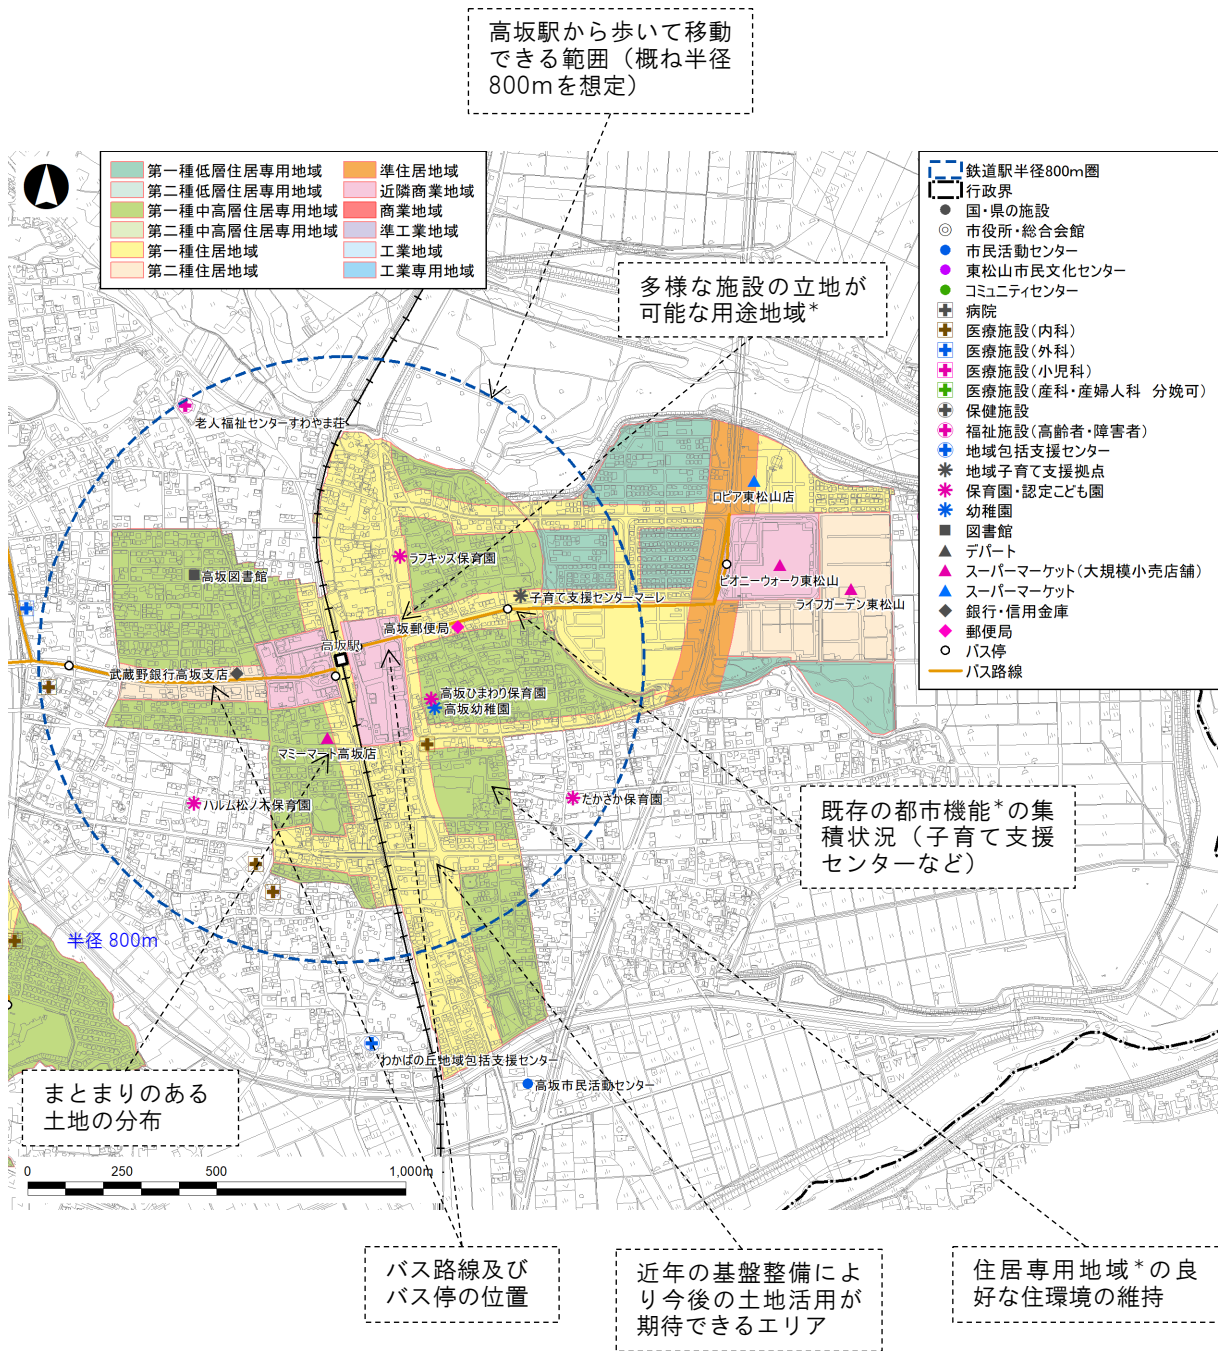 高坂駅から歩いて移動
できる範囲（概ね半径
800mを想定）
第一種低層住居専用地域
第二種低層住居専用地域
第一種中高層住居専用地域
第二種中高層住居専用地域
第一種住居地域
第二種住居地域
準住居地域
近隣商業地域
商業地域
準工業地域
工業地域
工業専用地域
鉄道駅半径800m圏
行政界
国・県の施設
市役所・総合会館
市民活動センター
東松山市民文化センター
コミュニティセンター
病院
医療施設（内科）
医療施設（外科）
医療施設（小児科）
医療施設（産科・産婦人科 分娩可）
保健施設
福祉施設（高齢者・障害者）
地域包括支援センター
地域子育て支援拠点
保育園・認定こども園
幼稚園
図書館
デパート
スーパーマーケット（大規模小売店舗）
スーパーマーケット
銀行・信用金庫
郵便局
バス停
バス路線
多様な施設の立地が
可能な用途地域*
老人福祉センターすわやま荘
ロピア東松山店
ラフキッズ保育園
高坂図書館
ピオニーウォーク東松山
子育て支援センターマーレ
ライフガーデン東松山
高坂郵便局
高坂駅
武蔵野銀行高坂支店
高坂ひまわり保育園
高坂幼稚園
マミーマート高坂店
ハルム松ノ木保育園
たかさか保育園
既存の都市機能*の集
積状況（子育て支援
センターなど）
半径 800m
わかばの丘地域包括支援センター
高坂市民活動センター
まとまりのある
土地の分布
0
250
500
1,000m
バス路線及び
バス停の位置
近年の基盤整備によ
り今後の土地活用が
期待できるエリア
住居専用地域*の良
好な住環境の維持